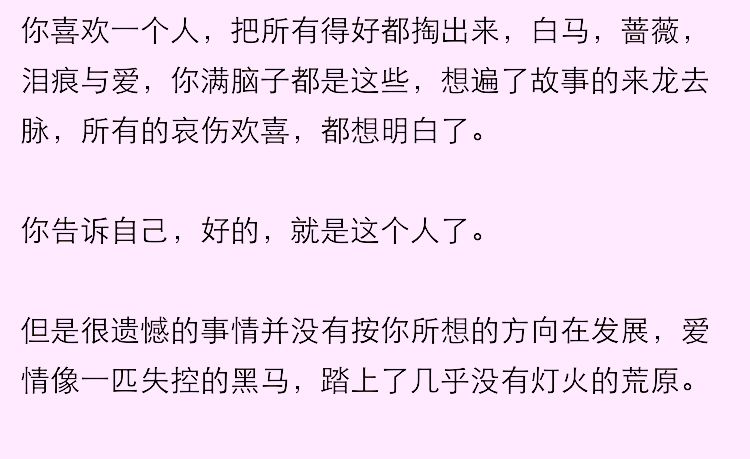 你喜欢一个人，把所有得好都掏出来，白马，蔷薇，
泪痕与爱，你满脑子都是这些，想遍了故事的来龙去
脉，所有的哀伤欢喜，都想明白了。
你告诉自己，好的，就是这个人了。
但是很遗憾的事情并没有按你所想的方向在发展，爱
情像一匹失控的黑马，踏上了几乎没有灯火的荒原。